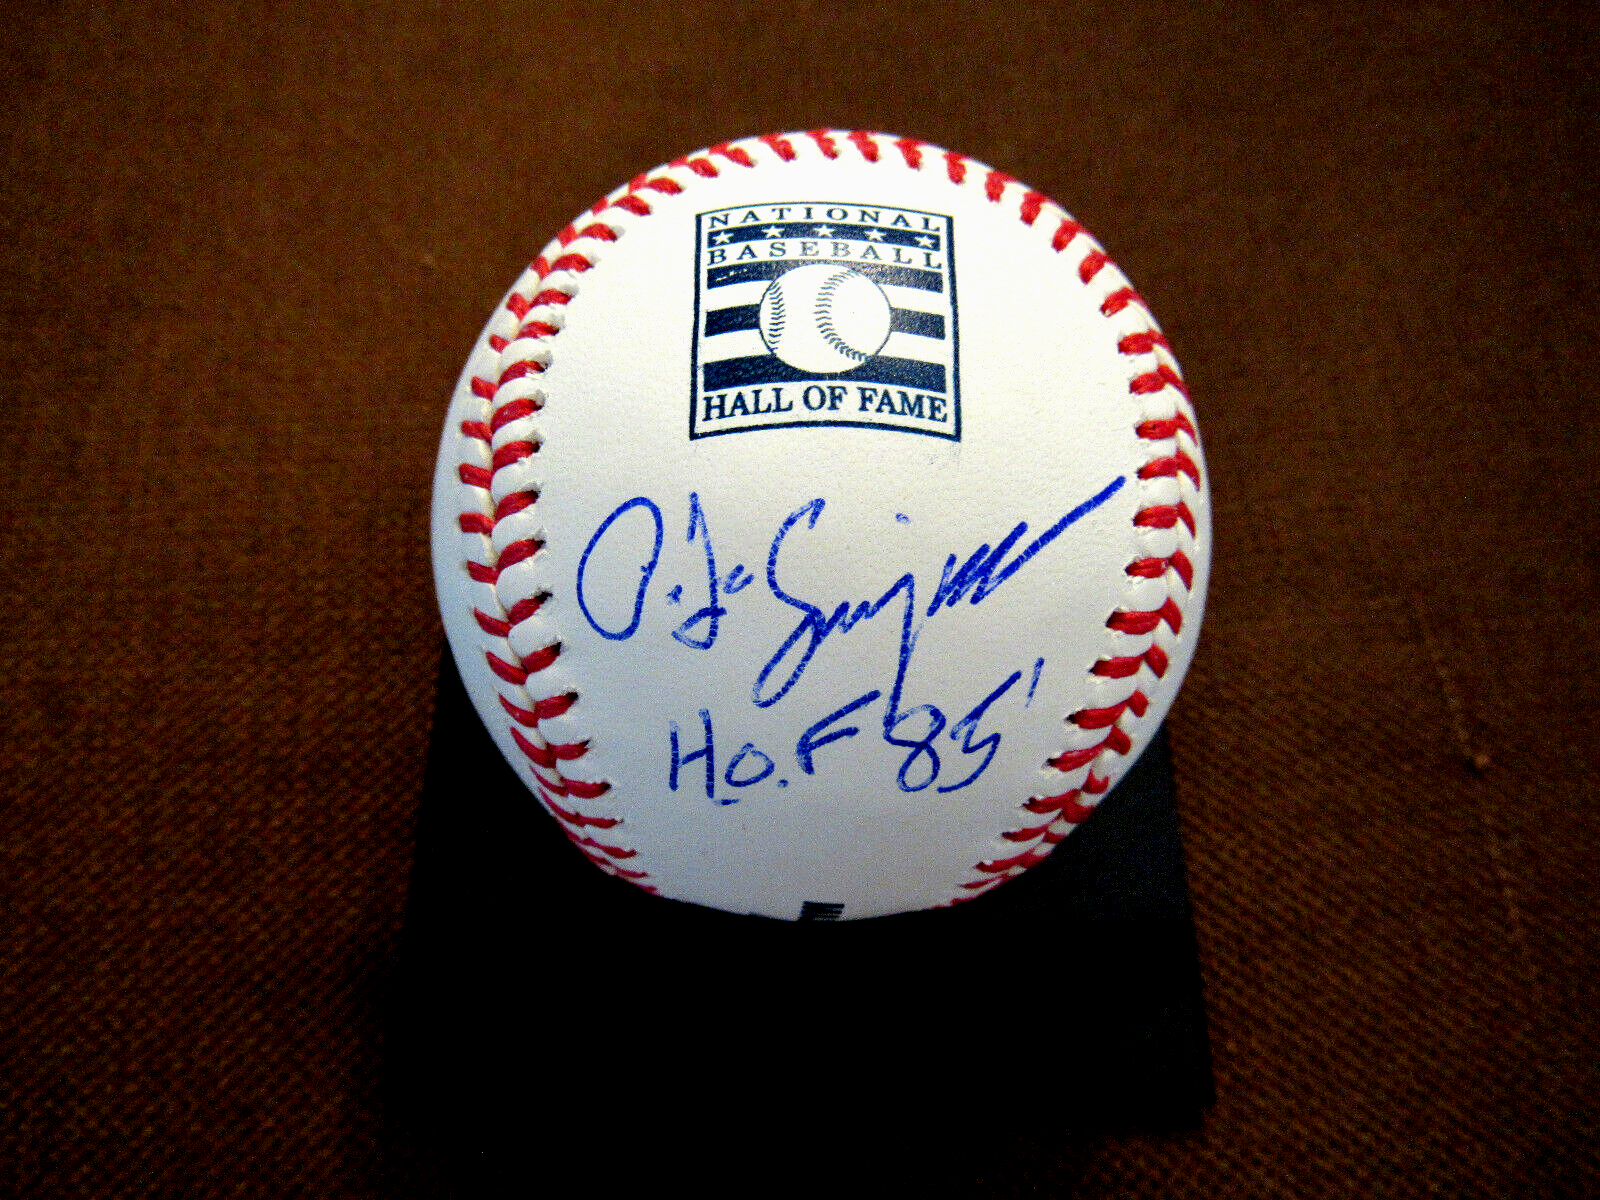 NATIONAL
BASEBALL
HALL OF FAME
H.O.F 85'